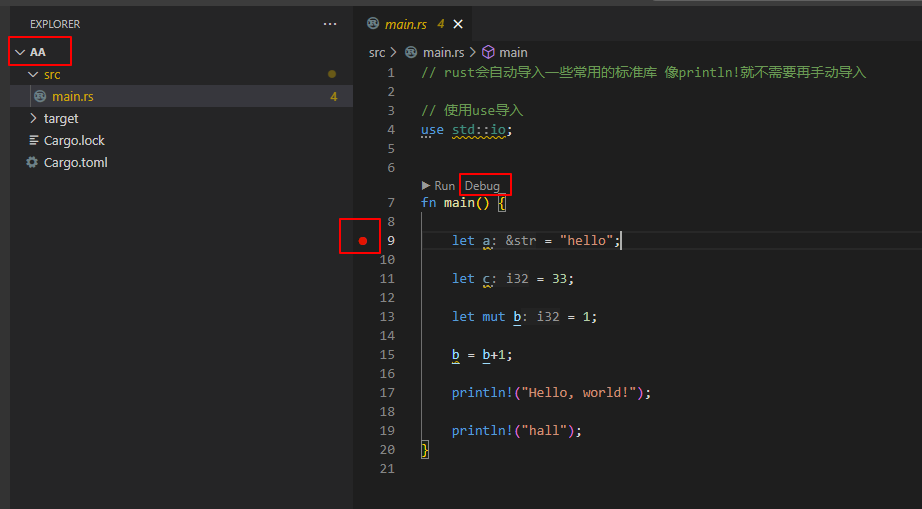 EXPLORER ...
AA
src
main.rs 4
target
Cargo.lock
Cargo.toml
main.rs 4
src > main.rs > main
1 // rust会自动导入一些常用的标准库 像println!就不需要再手动导入
2
3 // 使用use导入
4 use std::io;
5
6
Run Debug
7 fn main() {
8
9 let a: &str = "hello";
10
11 let c: i32 = 33;
12
13 let mut b: i32 = 1;
14
15 b = b+1;
16
17 println!("Hello, world!");
18
19 println!("hall");
20 }
21